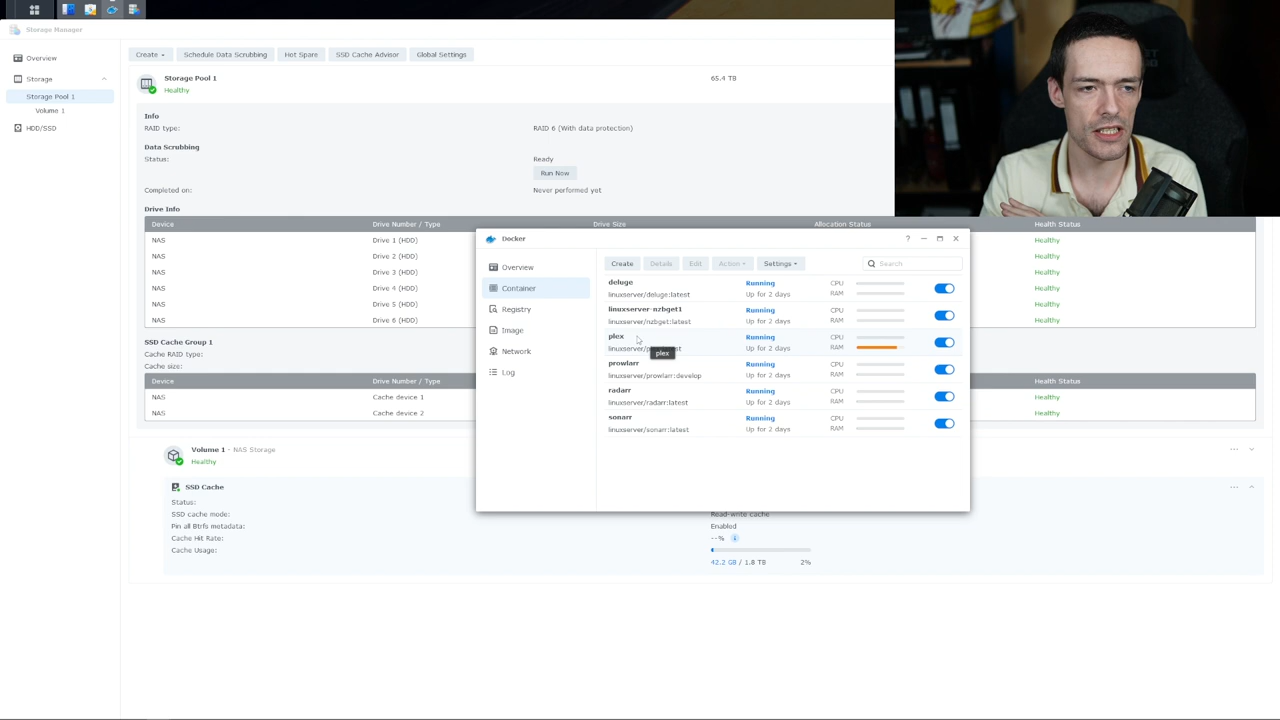 Storage Manager
Overview
Storage
Storage Pool 1
Volume 1
HDD/SSD
Create Schedule Data Scrubbing Hot Spare SSD Cache Advisor Global Settings
Storage Pool 1 65.4 TB
Healthy
Info
RAID type: RAID 6 (With data protection)
Data Scrubbing
Status: Ready
Run Now
Completed on: Never performed yet
Drive Info
Device Drive Number / Type Drive Size Allocation Status Health Status
NAS Drive 1 (HDD) Healthy
NAS Drive 2 (HDD) Healthy
NAS Drive 3 (HDD) Healthy
NAS Drive 4 (HDD) Healthy
NAS Drive 5 (HDD) Healthy
NAS Drive 6 (HDD) Healthy
SSD Cache Group 1
Cache RAID type:
Cache size:
Device Drive Number / Type Health Status
NAS Cache device 1 Healthy
NAS Cache device 2 Healthy
Volume 1 - NAS Storage
Healthy
SSD Cache
Status:
SSD cache mode: Read-write cache
Pin all Btrfs metadata: Enabled
Cache Hit Rate: --%
Cache Usage:
42.2 GB / 1.8 TB 2%
Docker
Overview
Container
Registry
Image
Network
Log
Create Details Edit Action Settings Search
deluge Running CPU
linuxserver/deluge:latest Up for 2 days RAM
linuxserver-nzbget1 Running CPU
linuxserver/nzbget:latest Up for 2 days RAM
plex Running CPU
linuxserver/p Up for 2 days RAM
plex
prowlarr Running CPU
linuxserver/prowlarr:develop Up for 2 days RAM
radarr Running CPU
linuxserver/radarr:latest Up for 2 days RAM
sonarr Running CPU
linuxserver/sonarr:latest Up for 2 days RAM